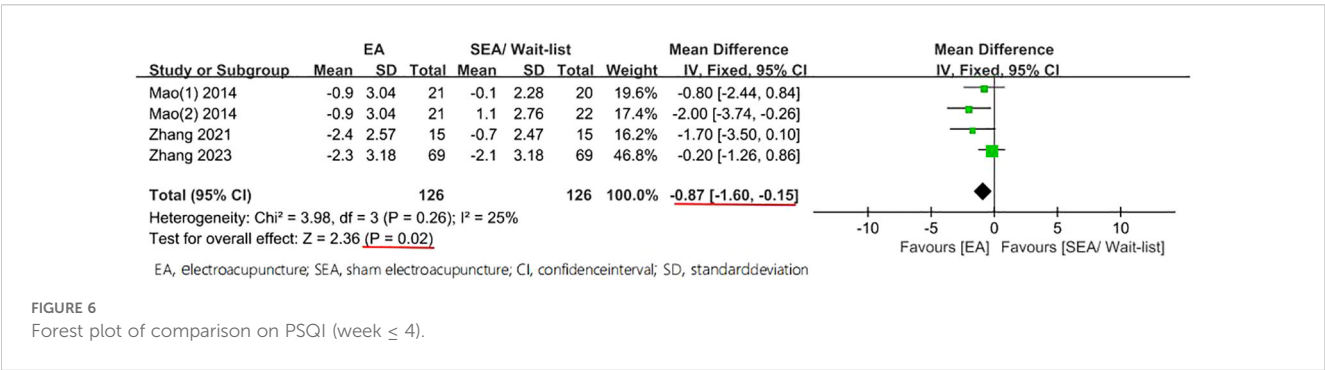 EA SEA/ Wait-list Mean Difference Mean Difference
Study or Subgroup Mean SD Total Mean SD Total Weight IV, Fixed, 95% CI IV, Fixed, 95% CI
Mao(1) 2014 -0.9 3.04 21 -0.1 2.28 20 19.6% -0.80 [-2.44, 0.84]
Mao(2) 2014 -0.9 3.04 21 1.1 2.76 22 17.4% -2.00 [-3.74, -0.26]
Zhang 2021 -2.4 2.57 15 -0.7 2.47 15 16.2% -1.70 [-3.50, 0.10]
Zhang 2023 -2.3 3.18 69 -2.1 3.18 69 46.8% -0.20 [-1.26, 0.86]
Total (95% CI) 126 126 100.0% -0.87 [-1.60, -0.15]
Heterogeneity: Chi² = 3.98, df = 3 (P = 0.26); I² = 25%
Test for overall effect: Z = 2.36 (P = 0.02)
-10 -5 0 5 10
Favours [EA] Favours [SEA/ Wait-list]
EA, electroacupuncture; SEA, sham electroacupuncture; CI, confidenceinterval; SD, standarddeviation
FIGURE 6
Forest plot of comparison on PSQI (week ≤ 4).